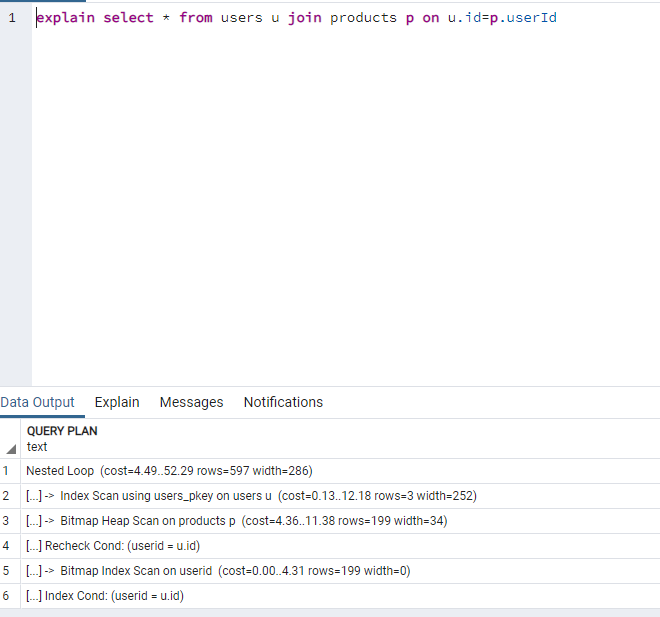 1 explain select * from users u join products p on u.id=p.userId
Data Output Explain Messages Notifications
QUERY PLAN
text
1 Nested Loop (cost=4.49..52.29 rows=597 width=286)
2 [...] -> Index Scan using users_pkey on users u (cost=0.13..12.18 rows=3 width=252)
3 [...] -> Bitmap Heap Scan on products p (cost=4.36..11.38 rows=199 width=34)
4 [...] Recheck Cond: (userid = u.id)
5 [...] -> Bitmap Index Scan on userid (cost=0.00..4.31 rows=199 width=0)
6 [...] Index Cond: (userid = u.id)